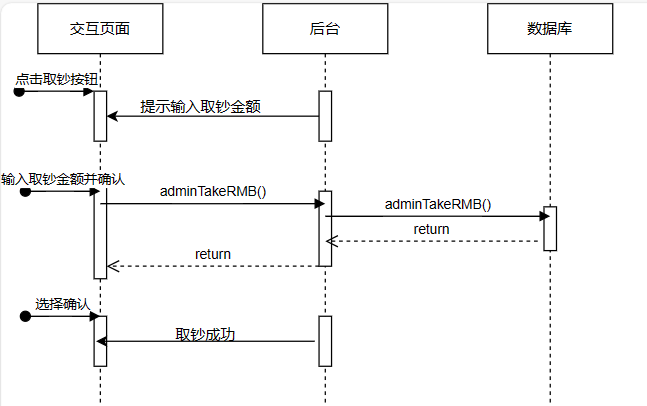 交互页面
后台
数据库
点击取钞按钮
提示输入取钞金额
输入取钞金额并确认
adminTakeRMB()
adminTakeRMB()
return
return
选择确认
取钞成功